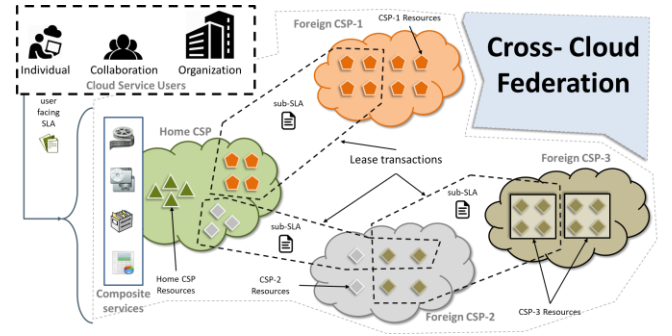 Individual
Collaboration
Organization
Cloud Service Users
user
facing
SLA
Composite
services
Home CSP
Home CSP
Resources
Foreign CSP-1
CSP-1 Resources
sub-SLA
Lease transactions
sub-SLA
sub-SLA
CSP-2
Resources
Foreign CSP-2
Foreign CSP-3
CSP-3 Resources
Cross- Cloud
Federation